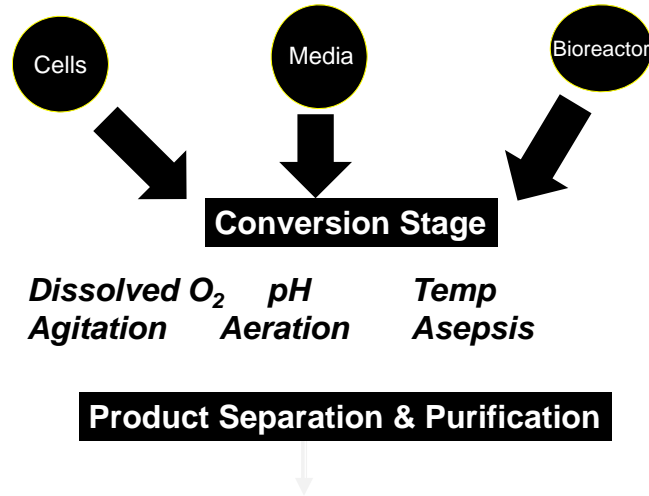 Cells
Media
Bioreactor
Conversion Stage
Dissolved O₂ pH Temp
Agitation Aeration Asepsis
Product Separation & Purification